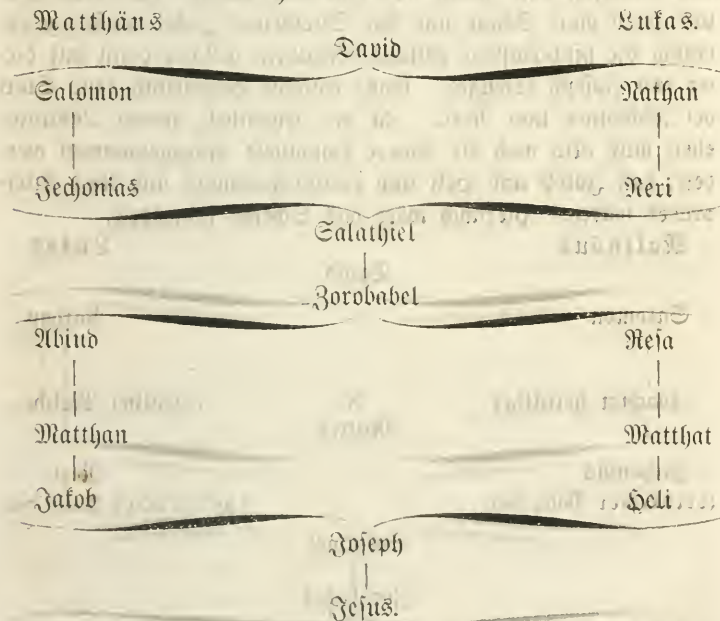 Matthäus Lukas.
David
Salomon Nathan
Jechonias Neri
Salathiel
Zorobabel
Abiud Resa
Matthan Matthat
Jakob Heli
Joseph
Jesus.